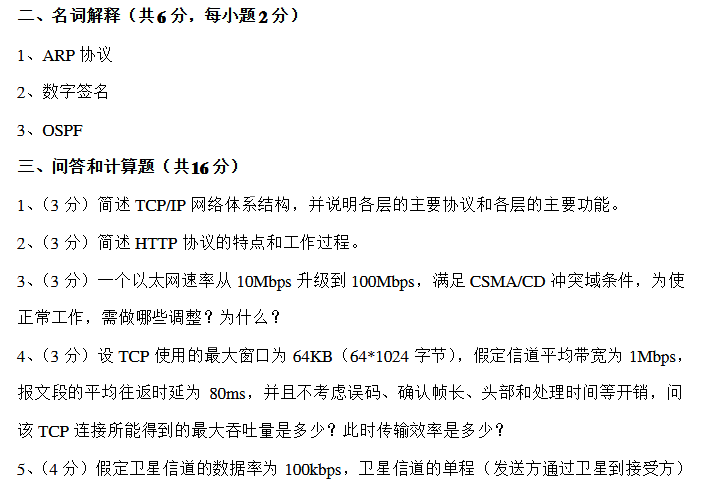 二、名词解释（共6分，每小题2分）
1、ARP 协议
2、数字签名
3、OSPF
三、问答和计算题（共16分）
1、（3 分）简述 TCP/IP 网络体系结构，并说明各层的主要协议和各层的主要功能。
2、（3 分）简述 HTTP 协议的特点和工作过程。
3、（3 分）一个以太网速率从 10Mbps 升级到 100Mbps，满足 CSMA/CD 冲突域条件，为使
正常工作，需做哪些调整？为什么？
4、（3 分）设 TCP 使用的最大窗口为 64KB（64*1024 字节），假定信道平均带宽为 1Mbps，
报文段的平均往返时延为 80ms，并且不考虑误码、确认帧长、头部和处理时间等开销，问
该 TCP 连接所能得到的最大吞吐量是多少？此时传输效率是多少？
5、（4 分）假定卫星信道的数据率为 100kbps，卫星信道的单程（发送方通过卫星到接受方）